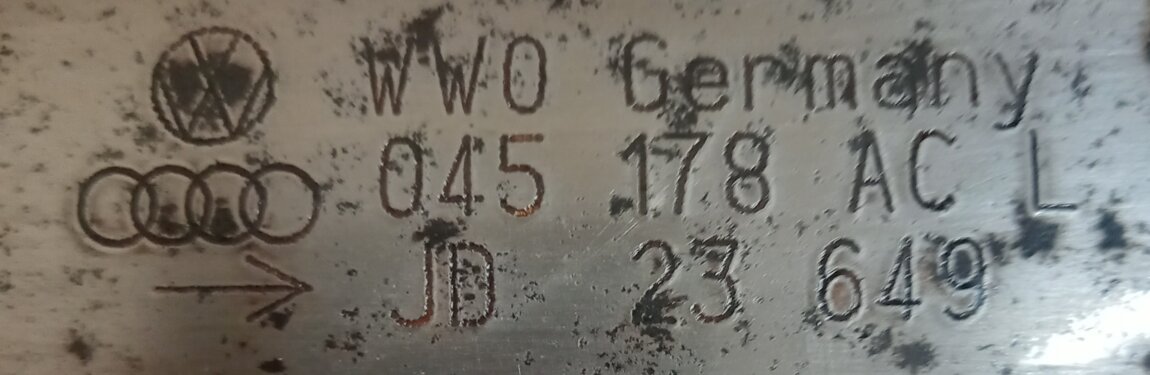 WWO Germany
045 178 AC L
→ JD 23 649